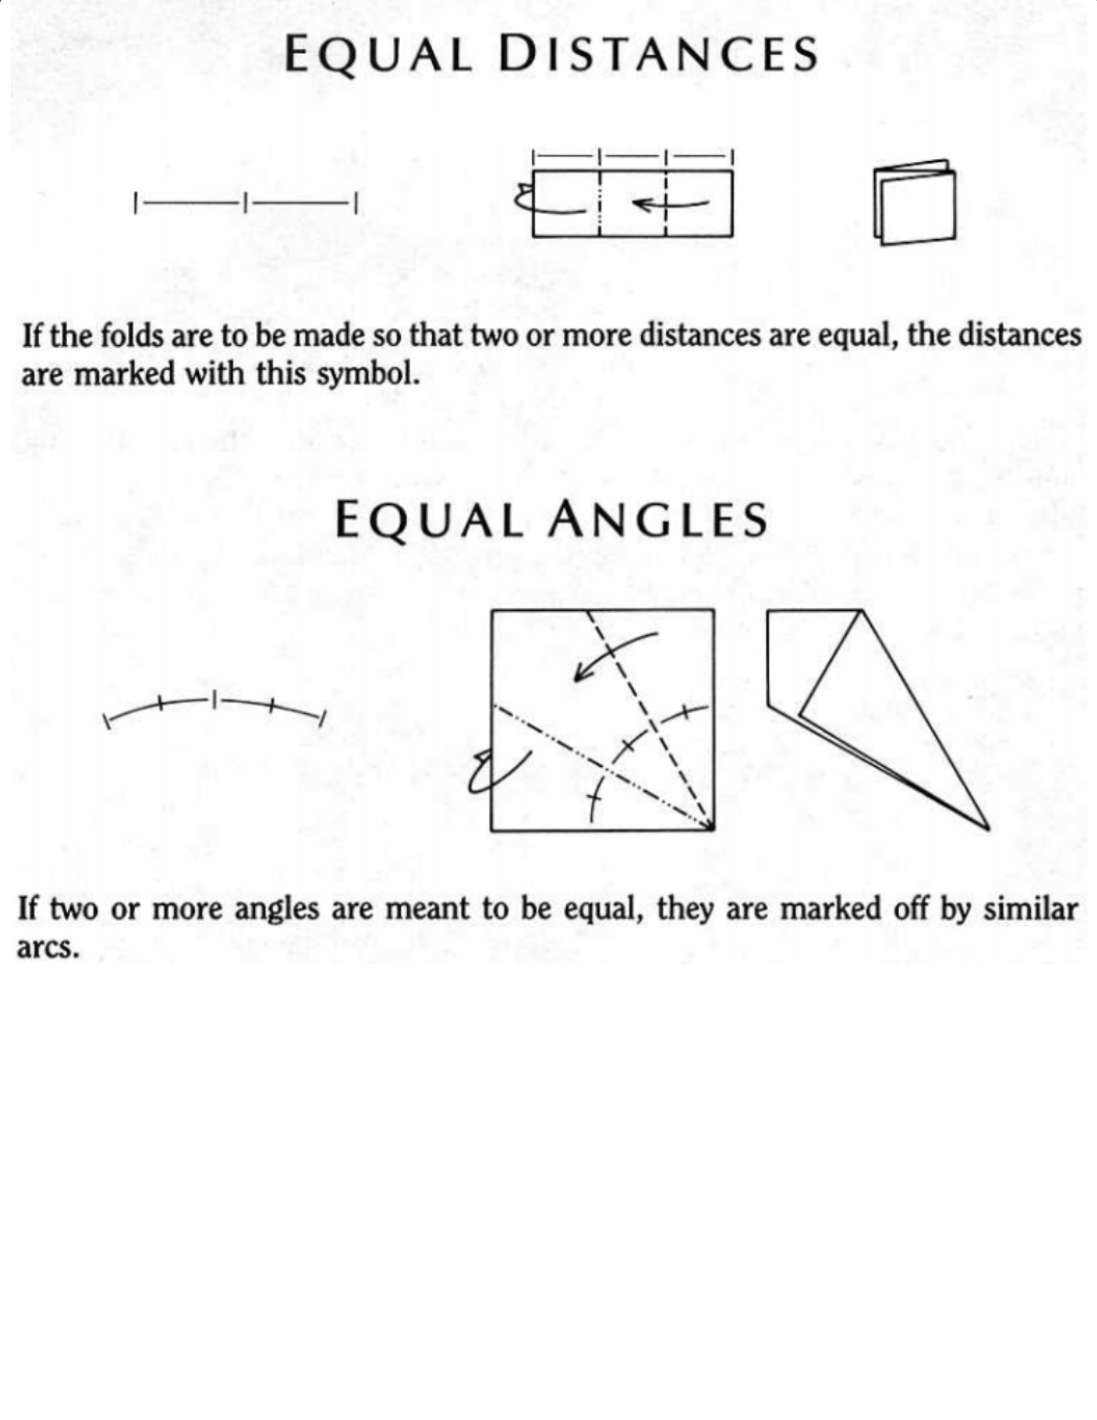 EQUAL DISTANCES
If the folds are to be made so that two or more distances are equal, the distances
are marked with this symbol.
EQUAL ANGLES
If two or more angles are meant to be equal, they are marked off by similar
arcs.